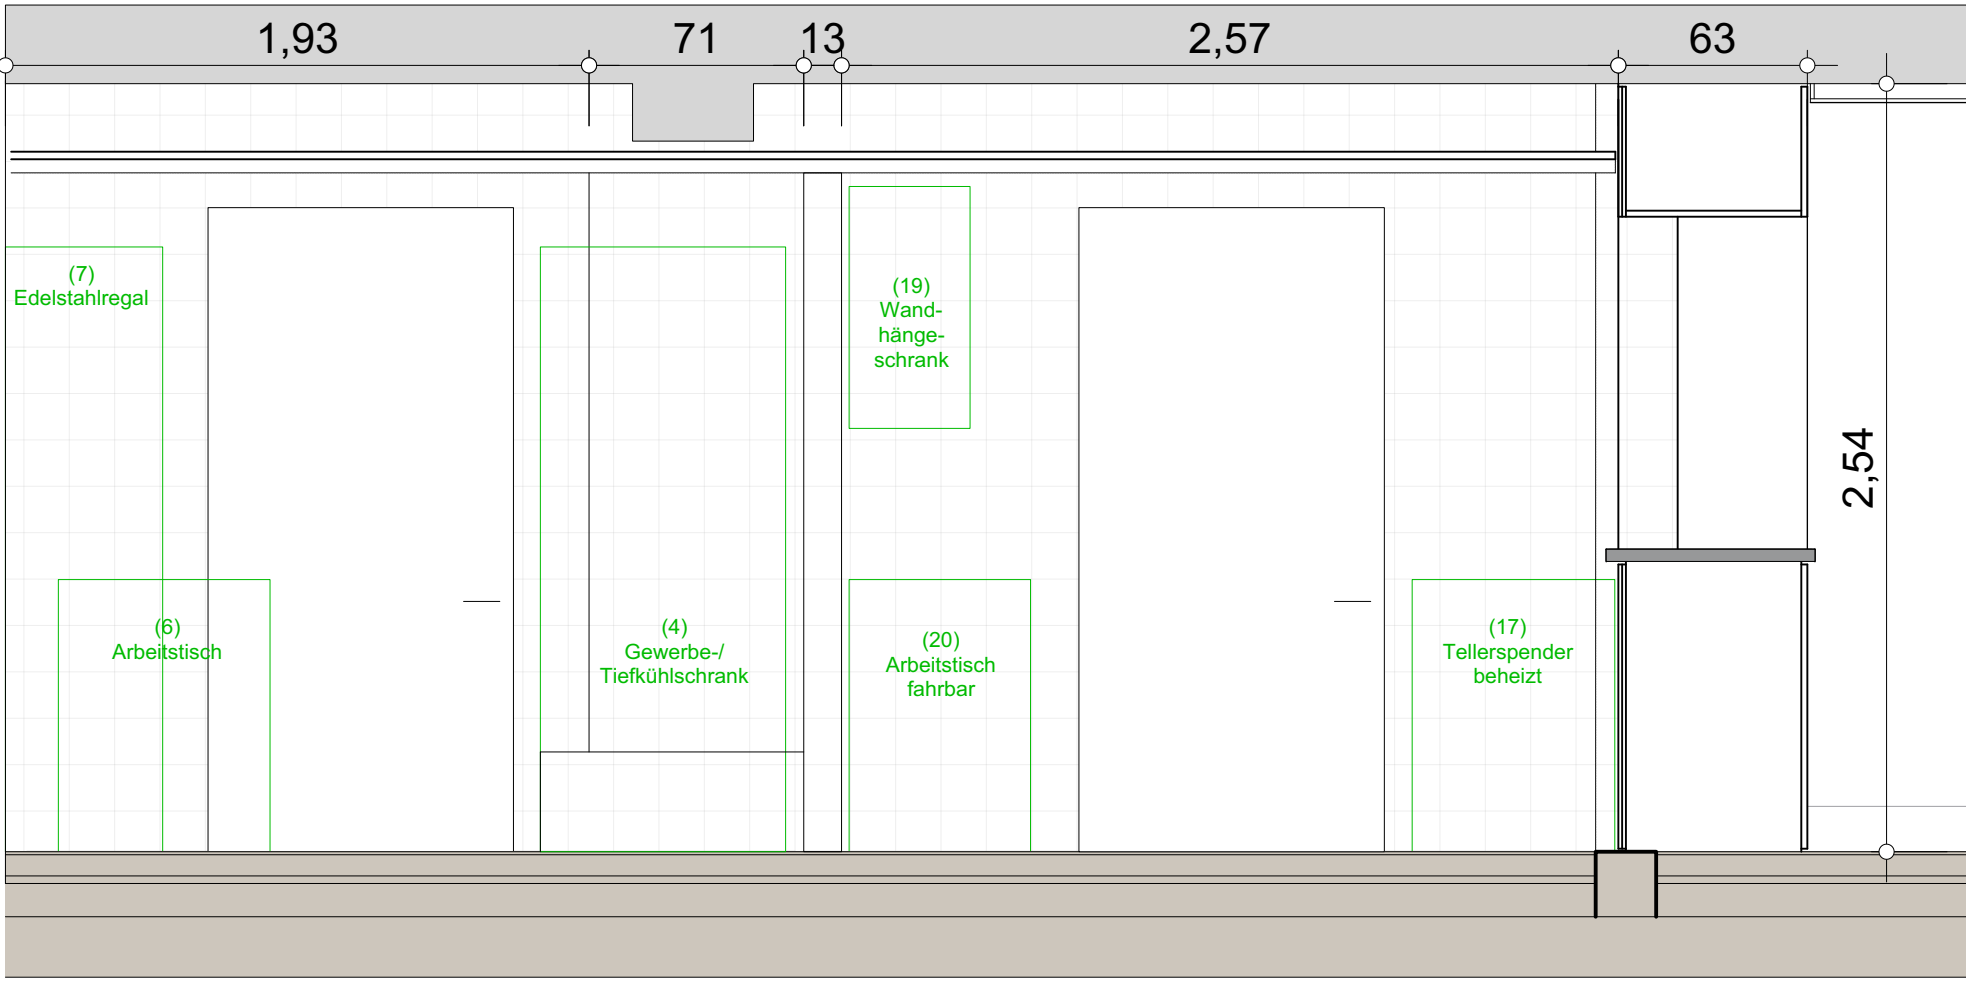 1,93
71
13
2,57
63
(7)
Edelstahlregal
(19)
Wand-
hänge-
schrank
2,54
(6)
Arbeitstisch
(4)
Gewerbe-/
Tiefkühlschrank
(20)
Arbeitstisch
fahrbar
(17)
Tellerspender
beheizt